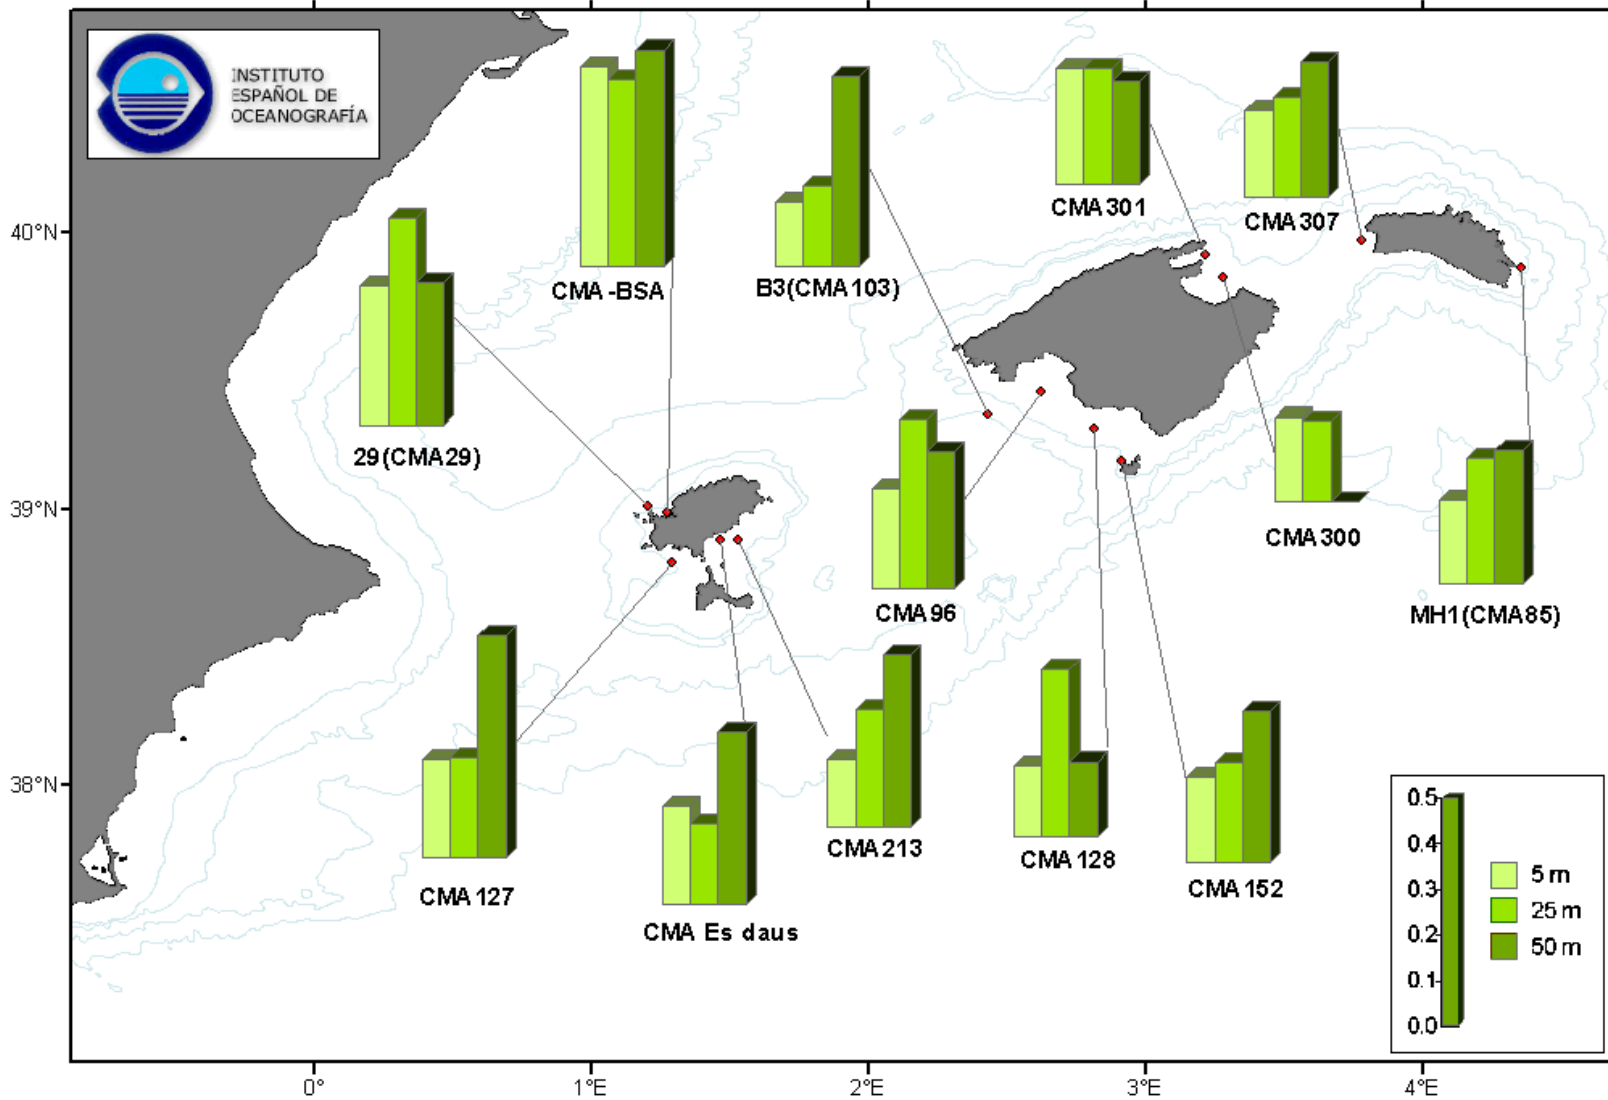 INSTITUTO
ESPAÑOL DE
OCEANOGRAFÍA
CMA301
CMA307
40°N
CMA-BSA
B3(CMA103)
29(CMA29)
39°N
CMA300
CMA96
MH1(CMA85)
38°N
0.5
0.4
0.3
0.2
0.1
0.0
5 m
25 m
50 m
CMA213
CMA128
CMA152
CMA127
CMA Es daus
0°
1°E
2°E
3°E
4°E